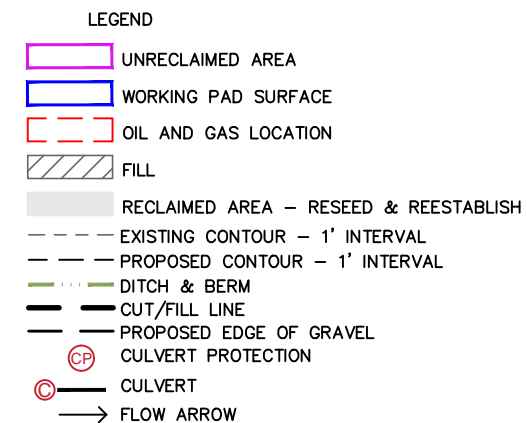 LEGEND
UNRECLAIMED AREA
WORKING PAD SURFACE
OIL AND GAS LOCATION
FILL
RECLAIMED AREA – RESEED & REESTABLISH
EXISTING CONTOUR – 1' INTERVAL
PROPOSED CONTOUR – 1' INTERVAL
DITCH & BERM
CUT/FILL LINE
PROPOSED EDGE OF GRAVEL
CP CULVERT PROTECTION
C CULVERT
FLOW ARROW